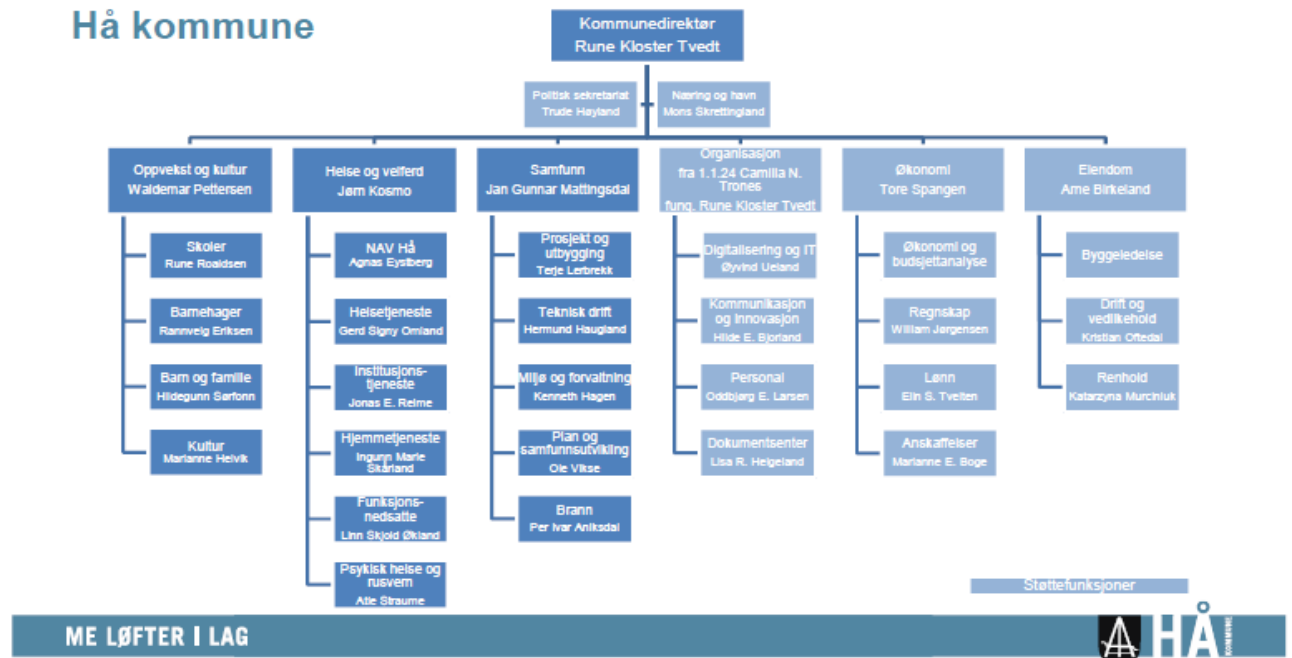 Hå kommune
Kommunedirektør
Rune Kloster Tvedt
Politisk sekretariat
Trude Høyland
Næring og havn
Mons Skrettingland
Oppvekst og kultur
Waldemar Pettersen
Skoler
Rune Roaldsen
Barnehager
Rannveig Eriksen
Barn og familie
Hildegunn Sørfonn
Kultur
Marianne Helvik
Helse og velferd
Jørn Kosmo
NAV Hå
Agnas Eystberg
Helsetjeneste
Gerd Signy Omland
Institusjons-
tjeneste
Jonas E. Reime
Hjemmetjeneste
Ingunn Marie
Skårland
Funksjons-
nedsatte
Linn Skjold Økland
Psykisk helse og
rusvern
Atle Straume
Samfunn
Jan Gunnar Mattingsdal
Prosjekt og
utbygging
Terje Lerbrekk
Teknisk drift
Hermund Haugland
Miljø og forvaltning
Kenneth Hagen
Plan og
samfunnsutvikling
Ole Vikse
Brann
Per Ivar Aniksdal
Organisasjon
fra 1.1.24 Camilla N.
Trones
fung. Rune Kloster Tvedt
Digitalisering og IT
Øyvind Ueland
Kommunikasjon
og innovasjon
Hilde E. Bjorland
Personal
Oddbjørg E. Larsen
Dokumentsenter
Lisa R. Helgeland
Økonomi
Tore Spangen
Økonomi og
budsjettanalyse
Regnskap
William Jørgensen
Lønn
Elin S. Tveiten
Anskaffelser
Marianne E. Boge
Eiendom
Arne Birkeland
Byggeledelse
Drift og
vedlikehold
Kristian Oftedal
Renhold
Katarzyna Murciniuk
Støttefunksjoner
ME LØFTER I LAG
HÅ
KOMMUNE